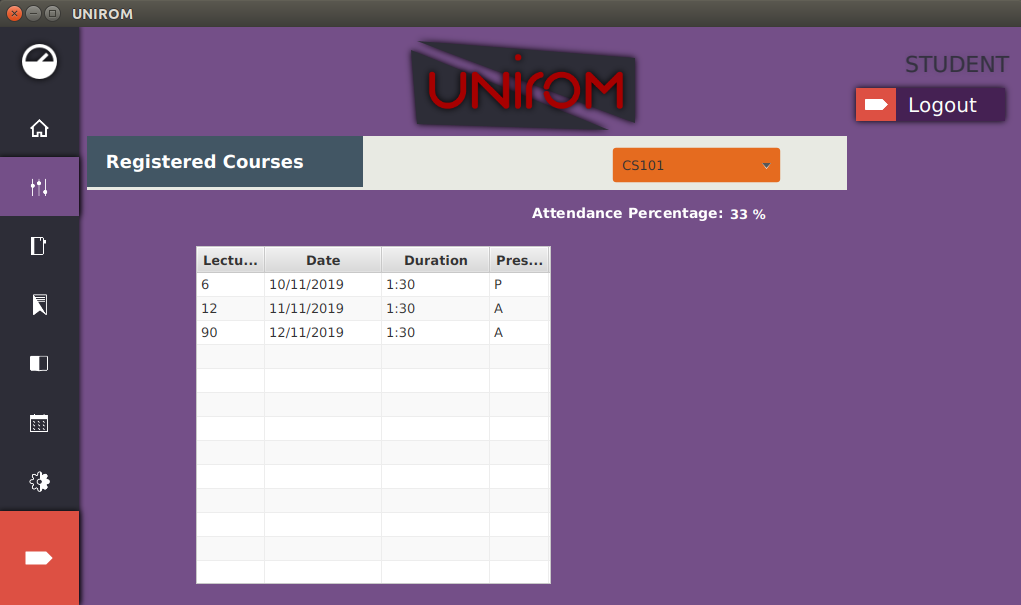 UNIROM
UNIROM
STUDENT
Logout
Registered Courses
CS101
Attendance Percentage: 33 %
Lectu... Date Duration Pres...
6 10/11/2019 1:30 P
12 11/11/2019 1:30 A
90 12/11/2019 1:30 A